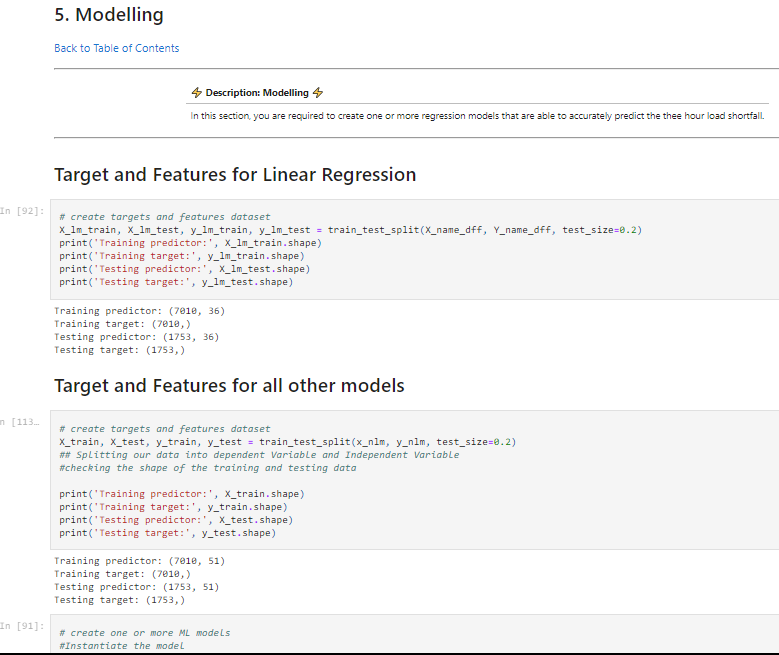 5. Modelling
Back to Table of Contents
⚡ Description: Modelling ⚡
In this section, you are required to create one or more regression models that are able to accurately predict the thee hour load shortfall.
Target and Features for Linear Regression
In [92]:
# create targets and features dataset
X_lm_train, X_lm_test, y_lm_train, y_lm_test = train_test_split(X_name_dff, Y_name_dff, test_size=0.2)
print('Training predictor:', X_lm_train.shape)
print('Training target:', y_lm_train.shape)
print('Testing predictor:', X_lm_test.shape)
print('Testing target:', y_lm_test.shape)
Training predictor: (7010, 36)
Training target: (7010,)
Testing predictor: (1753, 36)
Testing target: (1753,)
Target and Features for all other models
n [113…
# create targets and features dataset
X_train, X_test, y_train, y_test = train_test_split(x_nlm, y_nlm, test_size=0.2)
## Splitting our data into dependent Variable and Independent Variable
#checking the shape of the training and testing data
print('Training predictor:', X_train.shape)
print('Training target:', y_train.shape)
print('Testing predictor:', X_test.shape)
print('Testing target:', y_test.shape)
Training predictor: (7010, 51)
Training target: (7010,)
Testing predictor: (1753, 51)
Testing target: (1753,)
In [91]:
# create one or more ML models
#Instantiate the model